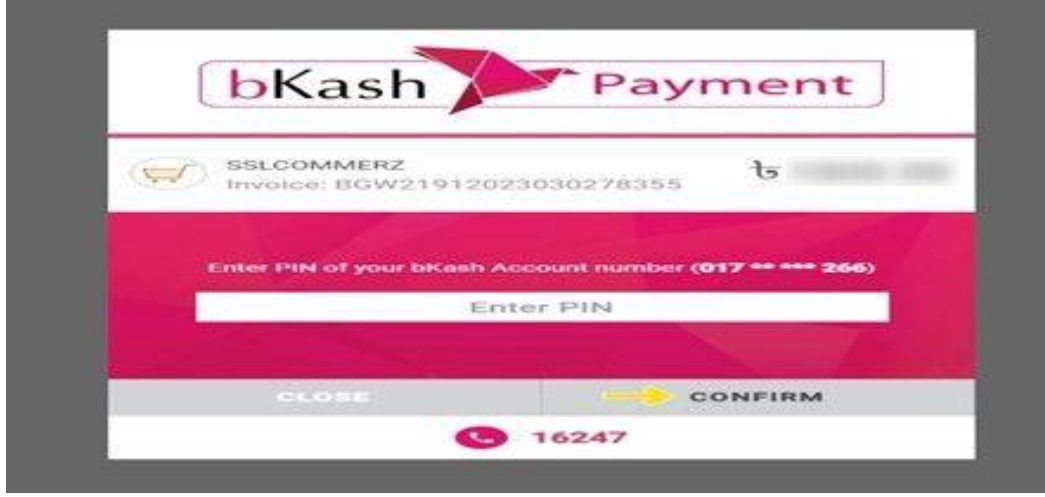 bKash Payment
SSLCOMMERZ ৳
Invoice: BGW21912023030278355
Enter PIN of your bKash Account number (017 ** *** 266)
Enter PIN
CLOSE CONFIRM
16247